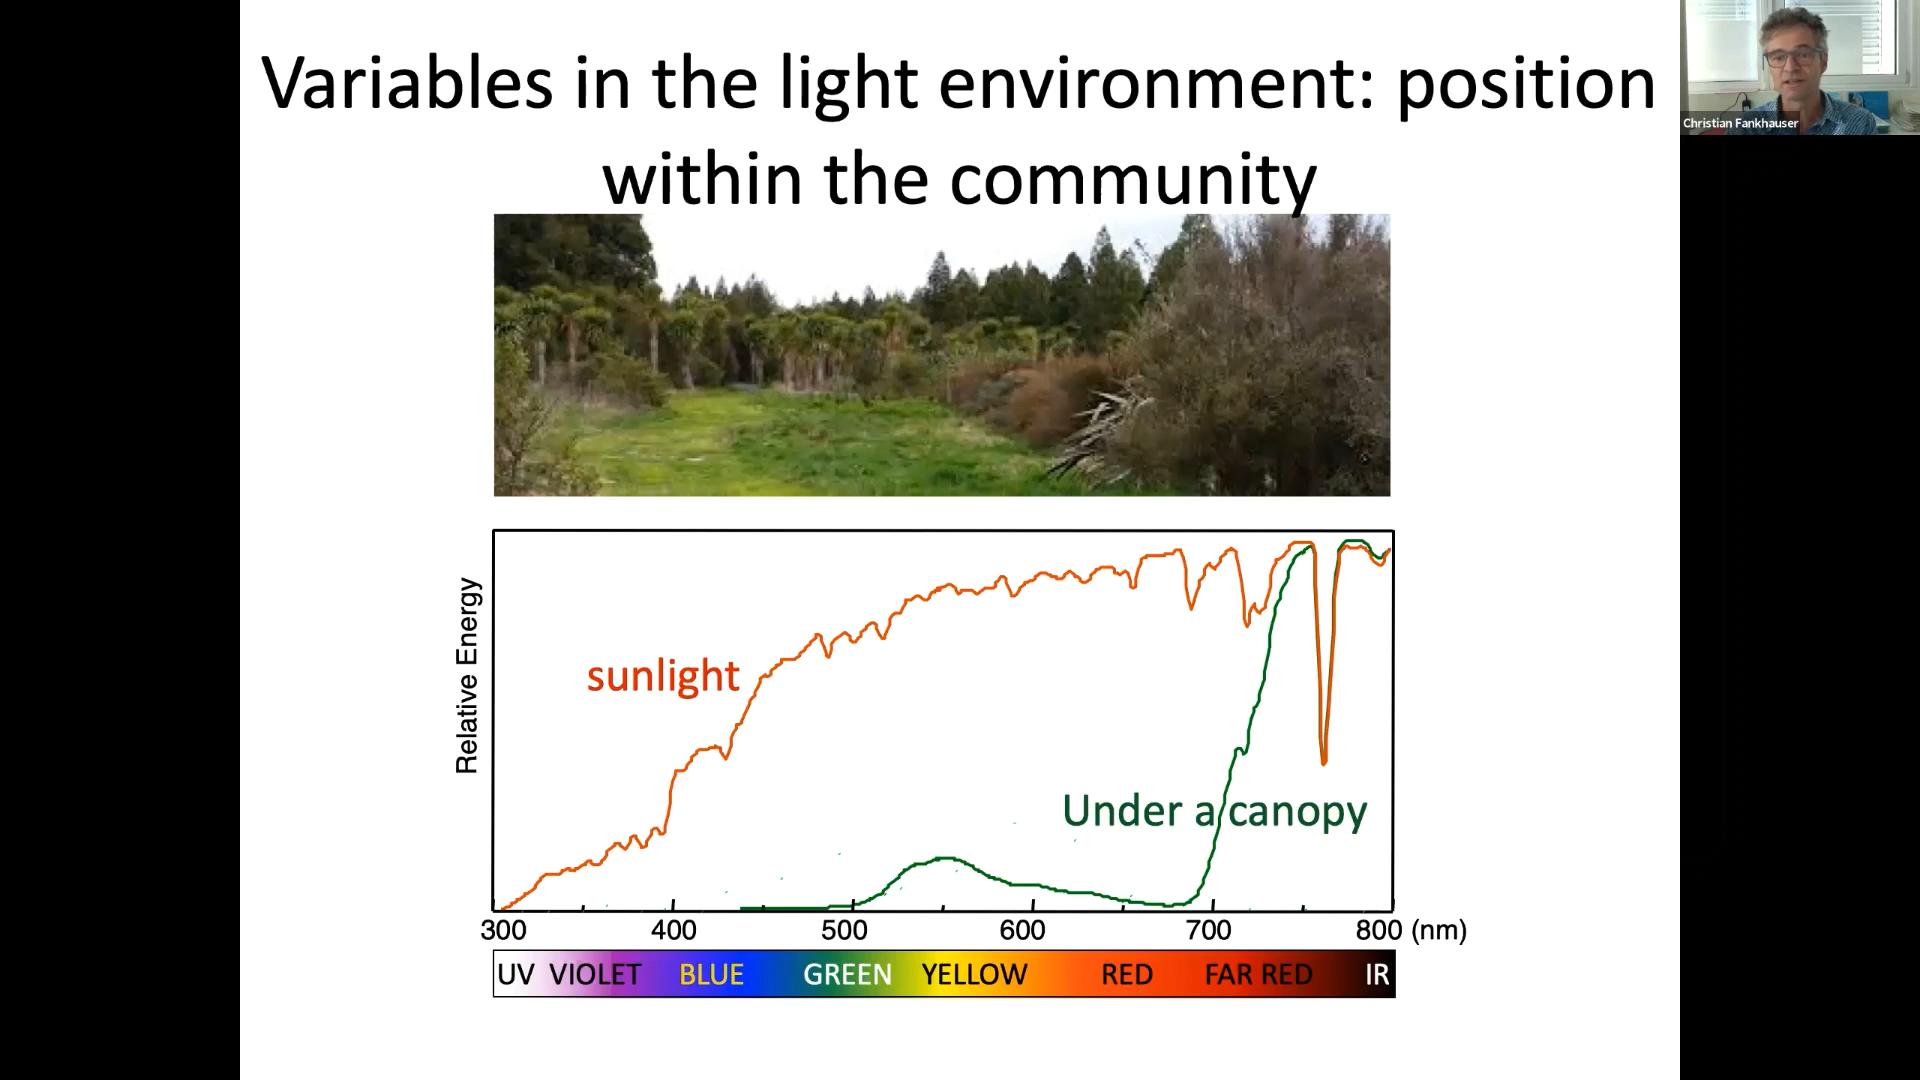 Variables in the light environment: position
within the community
Christian Fankhauser
Relative Energy
sunlight
Under a canopy
300 400 500 600 700 800 (nm)
UV VIOLET BLUE GREEN YELLOW RED FAR RED IR